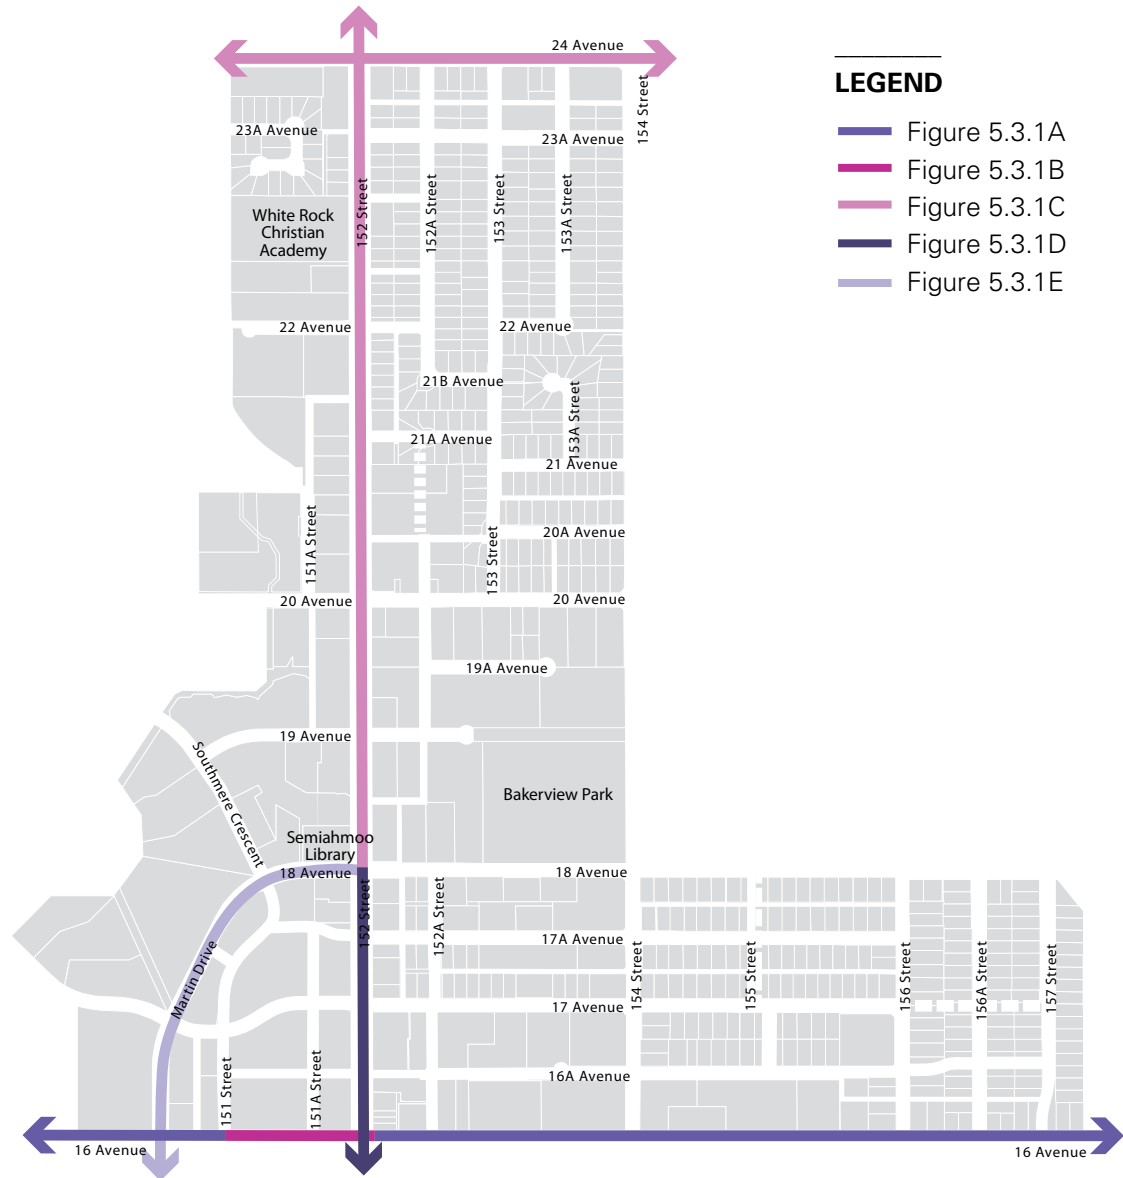 24 Avenue
LEGEND
Figure 5.3.1A
Figure 5.3.1B
Figure 5.3.1C
Figure 5.3.1D
Figure 5.3.1E
154 Street
23A Avenue
23A Avenue
152 Street
152A Street
153 Street
153A Street
White Rock
Christian
Academy
22 Avenue
22 Avenue
21B Avenue
153A Street
21A Avenue
21 Avenue
151A Street
153 Street
20A Avenue
20 Avenue
20 Avenue
19A Avenue
19 Avenue
Southmere Crescent
Bakerview Park
Semiahmoo
Library
18 Avenue
18 Avenue
152 Street
152A Street
17A Avenue
Martin Drive
154 Street
155 Street
156 Street
156A Street
157 Street
17 Avenue
151 Street
151A Street
16A Avenue
16 Avenue
16 Avenue